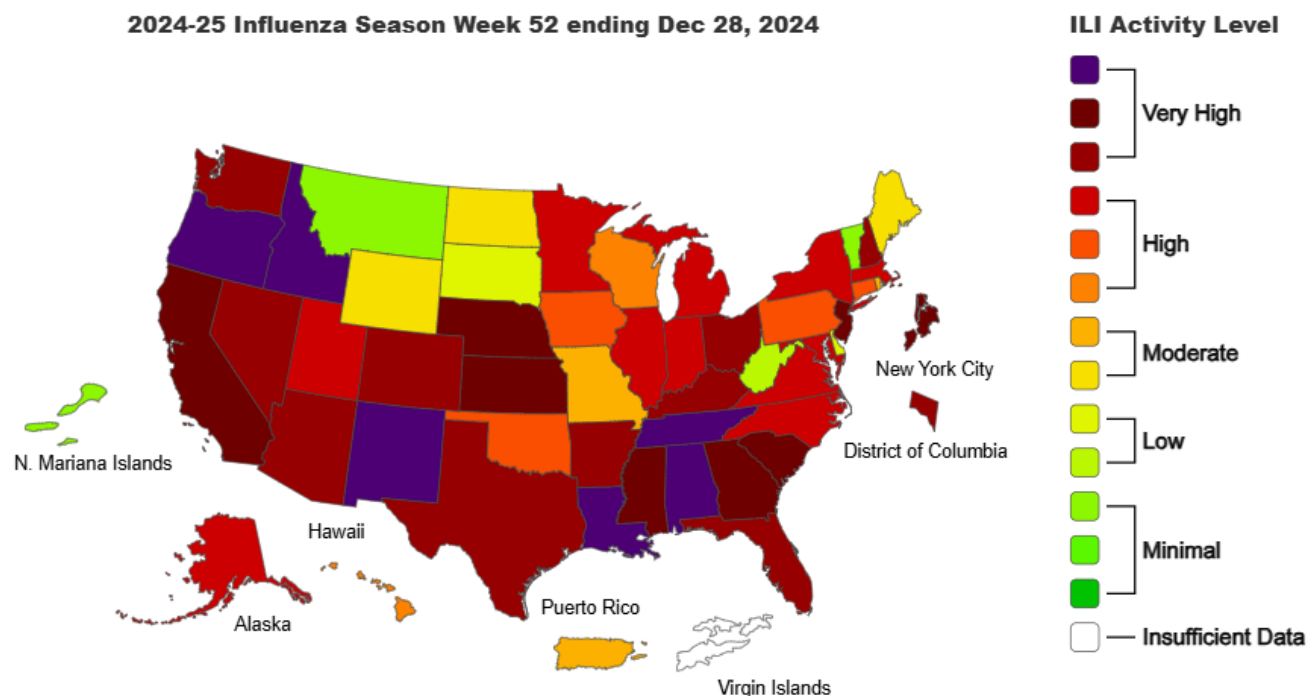 2024-25 Influenza Season Week 52 ending Dec 28, 2024
ILI Activity Level
Very High
High
Moderate
Low
Minimal
Insufficient Data
New York City
District of Columbia
N. Mariana Islands
Hawaii
Alaska
Puerto Rico
Virgin Islands